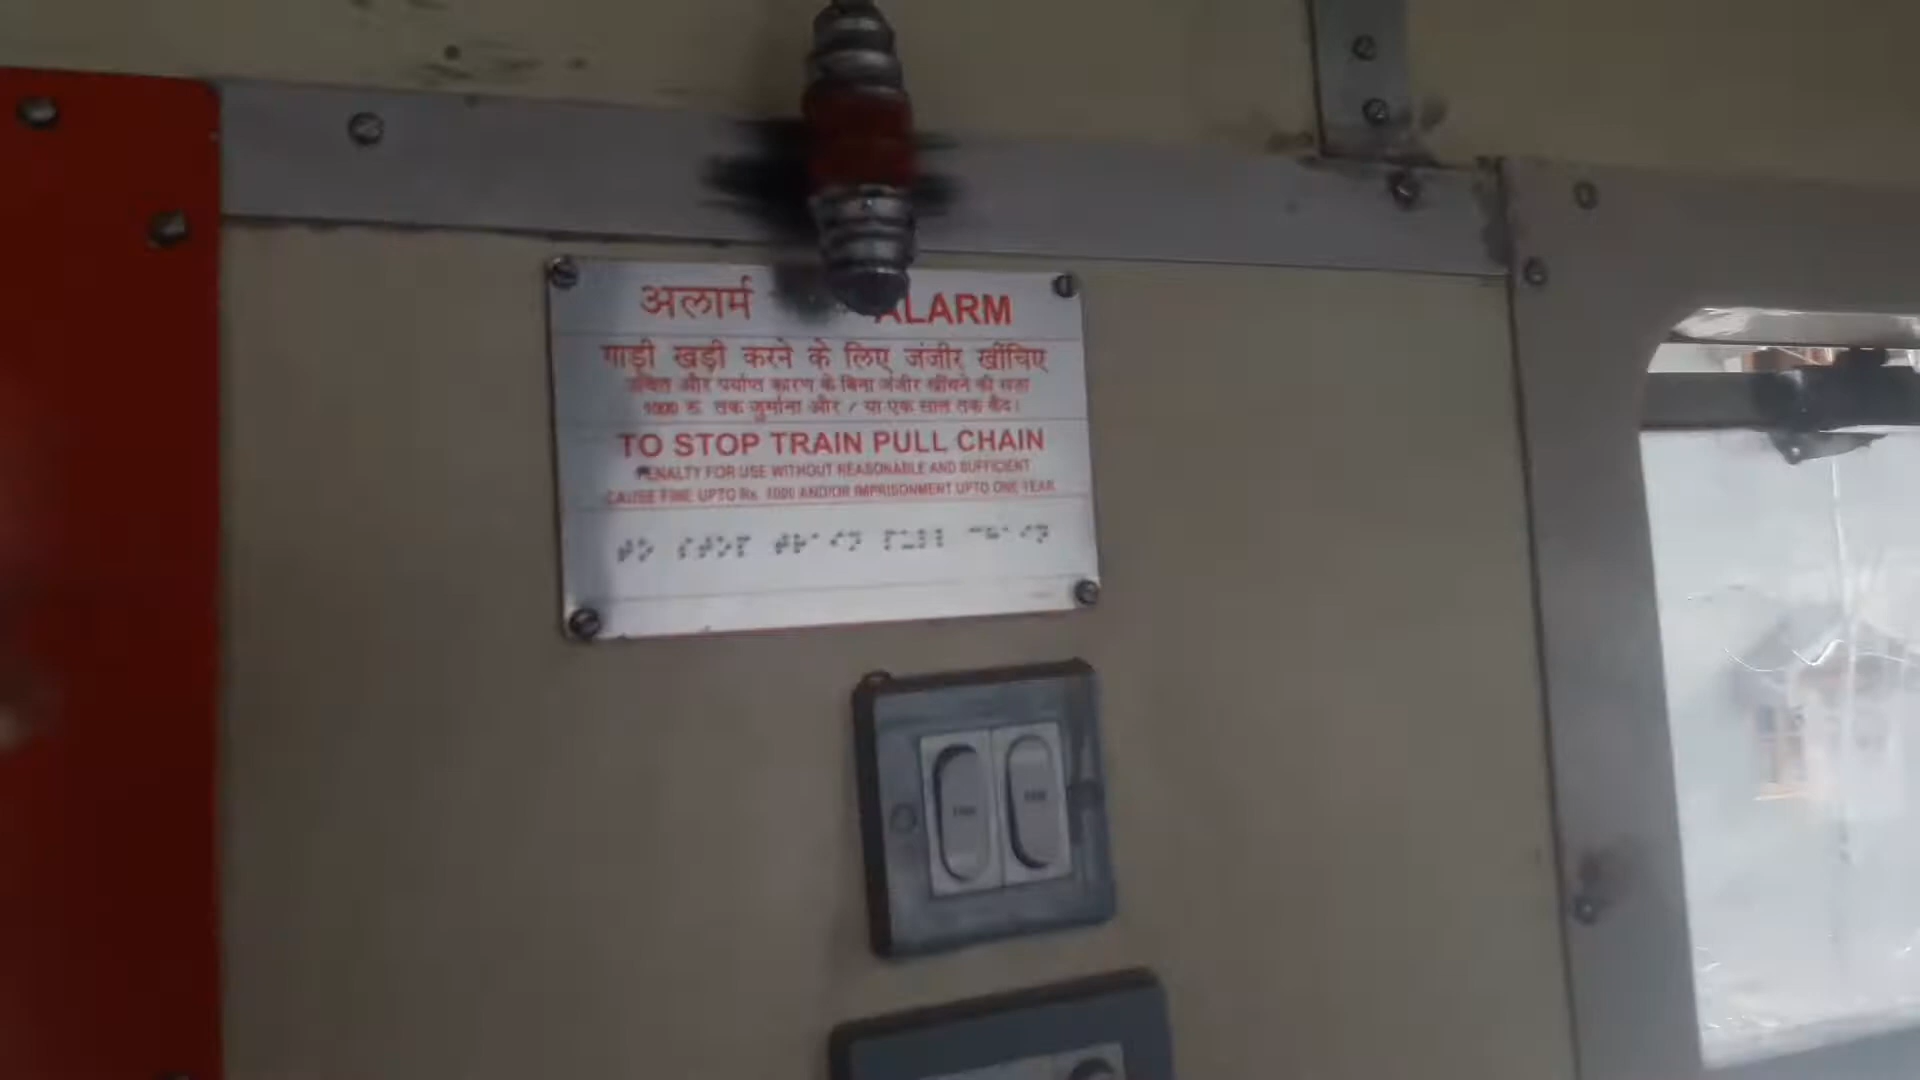 अलार्म ALARM
गाड़ी खड़ी करने के लिए जंजीर खींचिए
उचित और पर्याप्त कारण के बिना जंजीर खींचने की सजा
1000 रु. तक जुर्माना और / या एक साल तक कैद।
TO STOP TRAIN PULL CHAIN
PENALTY FOR USE WITHOUT REASONABLE AND SUFFICIENT
CAUSE FINE UPTO Rs. 1000 AND/OR IMPRISONMENT UPTO ONE YEAR
⠞⠕ ⠎⠞⠕⠏ ⠞⠗⠁⠊⠝ ⠏⠥⠇⠇ ⠉⠓⠁⠊⠝
FAN FAN